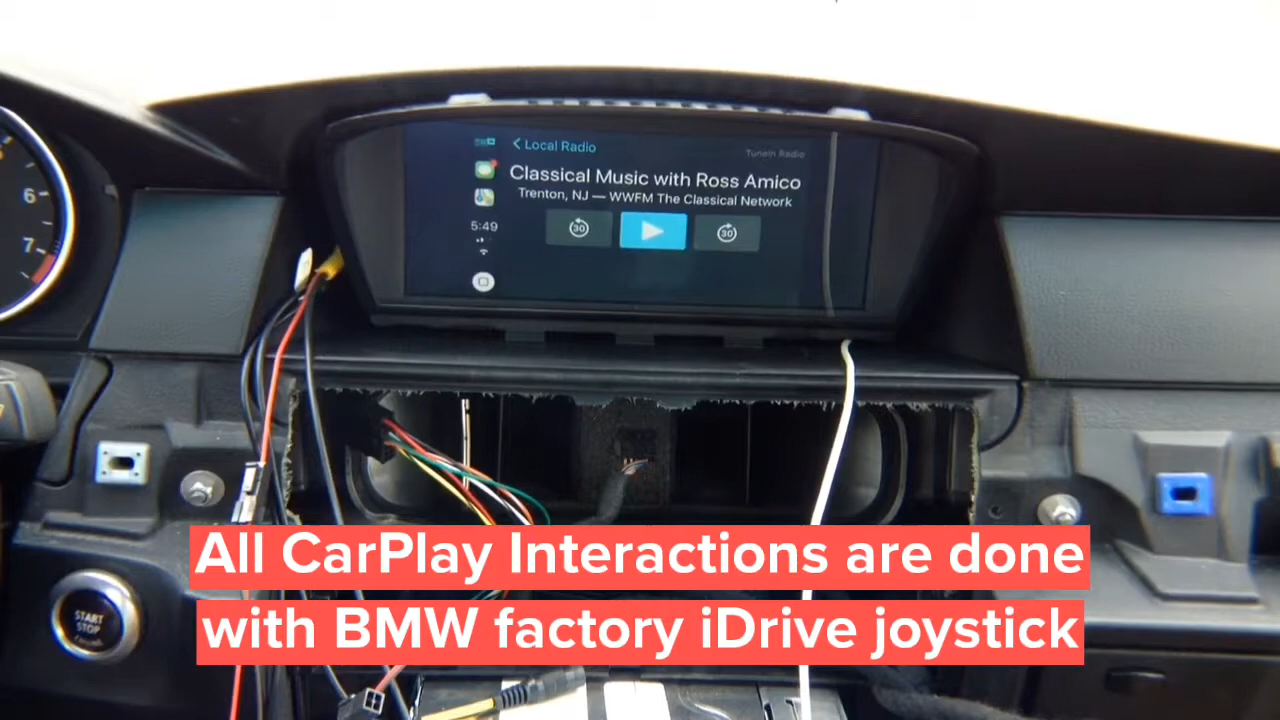 Local Radio
TuneIn Radio
Classical Music with Ross Amico
Trenton, NJ — WWFM The Classical Network
30
30
5:49
6
7
START
STOP
All CarPlay Interactions are done
with BMW factory iDrive joystick